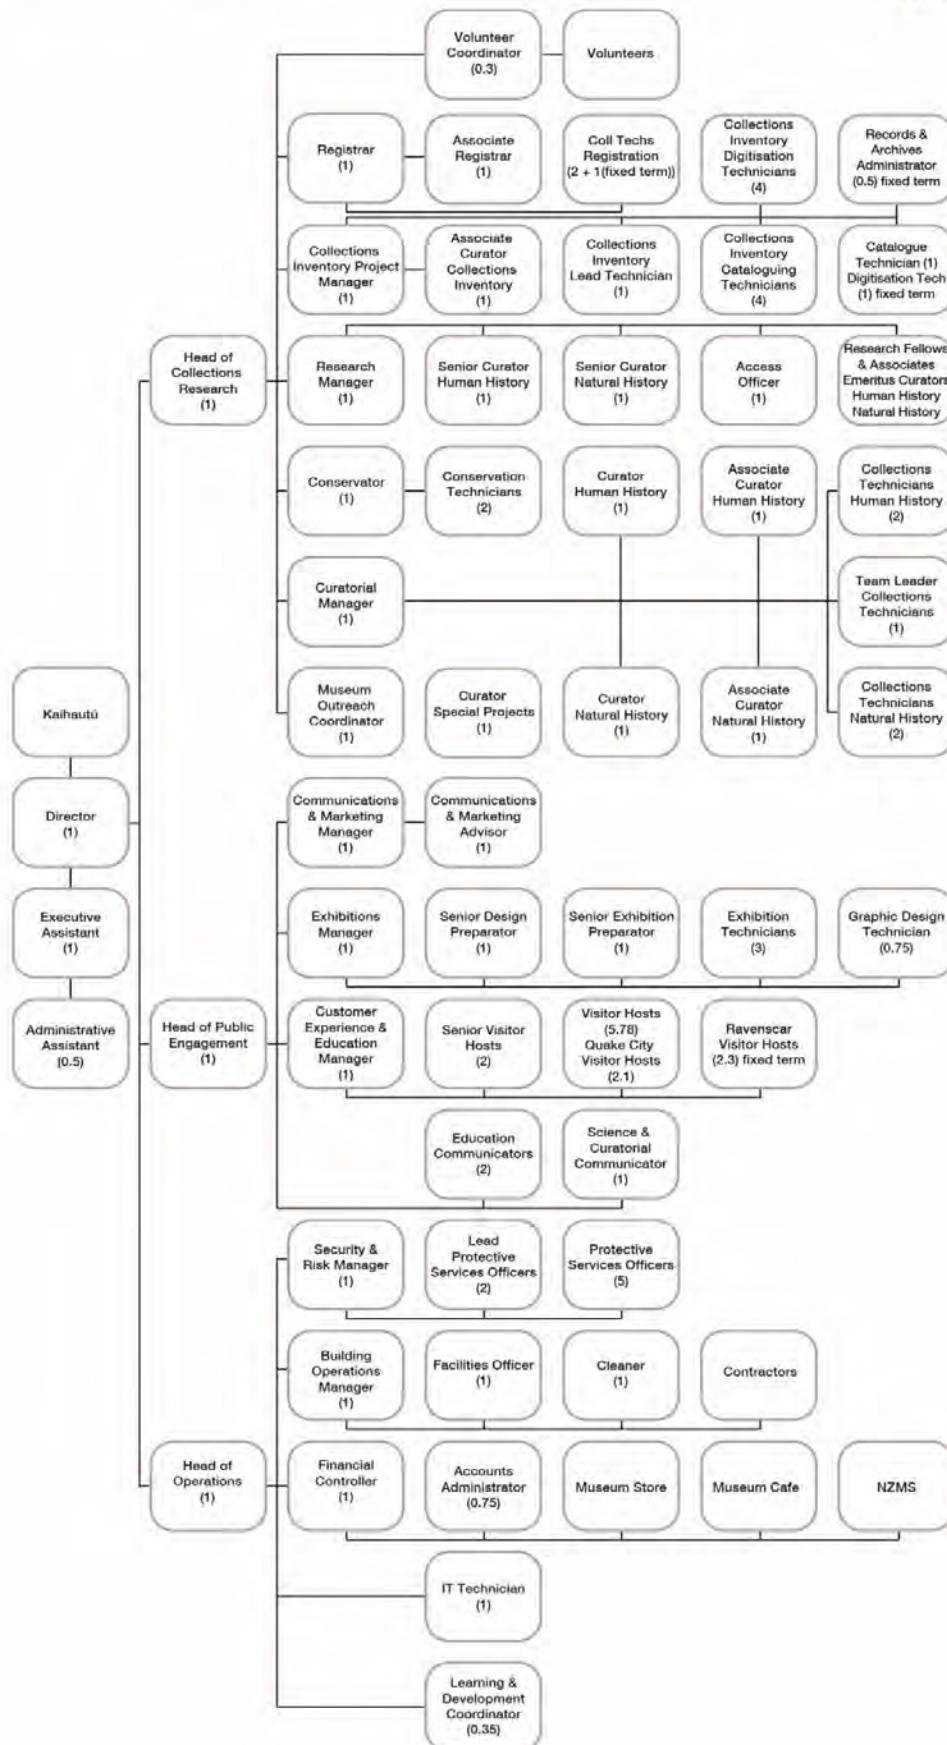 Volunteer
Coordinator
(0.3)
Volunteers
Registrar
(1)
Associate
Registrar
(1)
Coll Techs
Registration
(2 + 1(fixed term))
Collections
Inventory
Digitisation
Technicians
(4)
Records &
Archives
Administrator
(0.5) fixed term
Collections
Inventory Project
Manager
(1)
Associate
Curator
Collections
Inventory
(1)
Collections
Inventory
Lead Technician
(1)
Collections
Inventory
Cataloguing
Technicians
(4)
Catalogue
Technician (1)
Digitisation Tech
(1) fixed term
Head of
Collections
Research
(1)
Research
Manager
(1)
Senior Curator
Human History
(1)
Senior Curator
Natural History
(1)
Access
Officer
(1)
Research Fellows
& Associates
Emeritus Curators
Human History
Natural History
Conservator
(1)
Conservation
Technicians
(2)
Curator
Human History
(1)
Associate
Curator
Human History
(1)
Collections
Technicians
Human History
(2)
Curatorial
Manager
(1)
Team Leader
Collections
Technicians
(1)
Kaihautū
Museum
Outreach
Coordinator
(1)
Curator
Special Projects
(1)
Curator
Natural History
(1)
Associate
Curator
Natural History
(1)
Collections
Technicians
Natural History
(2)
Director
(1)
Communications
& Marketing
Manager
(1)
Communications
& Marketing
Advisor
(1)
Executive
Assistant
(1)
Exhibitions
Manager
(1)
Senior Design
Preparator
(1)
Senior Exhibition
Preparator
(1)
Exhibition
Technicians
(3)
Graphic Design
Technician
(0.75)
Administrative
Assistant
(0.5)
Head of Public
Engagement
(1)
Customer
Experience &
Education
Manager
(1)
Senior Visitor
Hosts
(2)
Visitor Hosts
(5.78)
Quake City
Visitor Hosts
(2.1)
Ravenscar
Visitor Hosts
(2.3) fixed term
Education
Communicators
(2)
Science &
Curatorial
Communicator
(1)
Security &
Risk Manager
(1)
Lead
Protective
Services Officers
(2)
Protective
Services Officers
(5)
Building
Operations
Manager
(1)
Facilities Officer
(1)
Cleaner
(1)
Contractors
Head of
Operations
(1)
Financial
Controller
(1)
Accounts
Administrator
(0.75)
Museum Store
Museum Cafe
NZMS
IT Technician
(1)
Learning &
Development
Coordinator
(0.35)